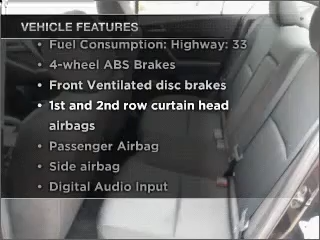 VEHICLE FEATURES
• Fuel Consumption: Highway: 33
• 4-wheel ABS Brakes
• Front Ventilated disc brakes
• 1st and 2nd row curtain head
airbags
• Passenger Airbag
• Side airbag
• Digital Audio Input